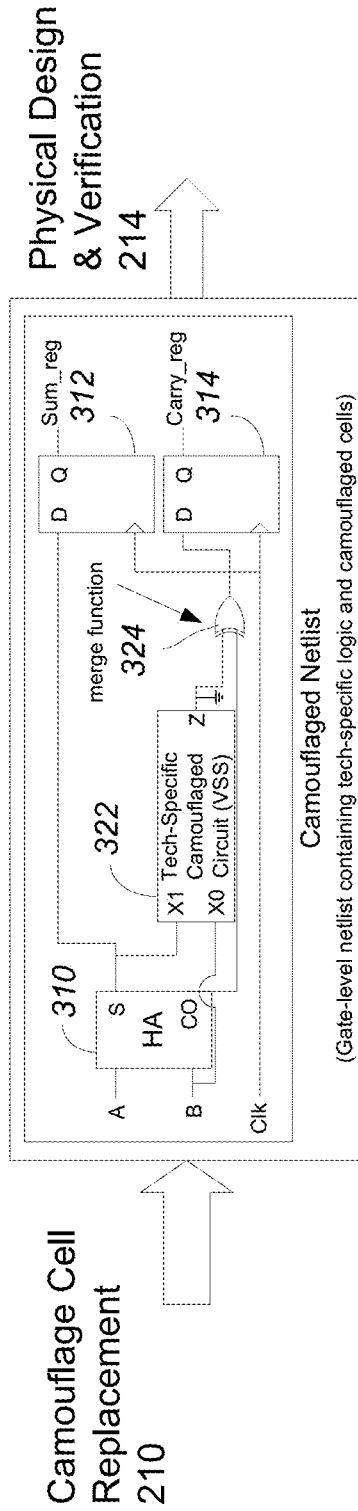 Camouflage Cell
Replacement
210
A
B
Clk
310
S
HA
CO
322
X1
X0
Tech-Specific
Camouflaged
Circuit (VSS)
Z
merge function
324
D Q
Sum_reg
312
D Q
Carry_reg
314
Camouflaged Netlist
(Gate-level netlist containing tech-specific logic and camouflaged cells)
Physical Design
& Verification
214